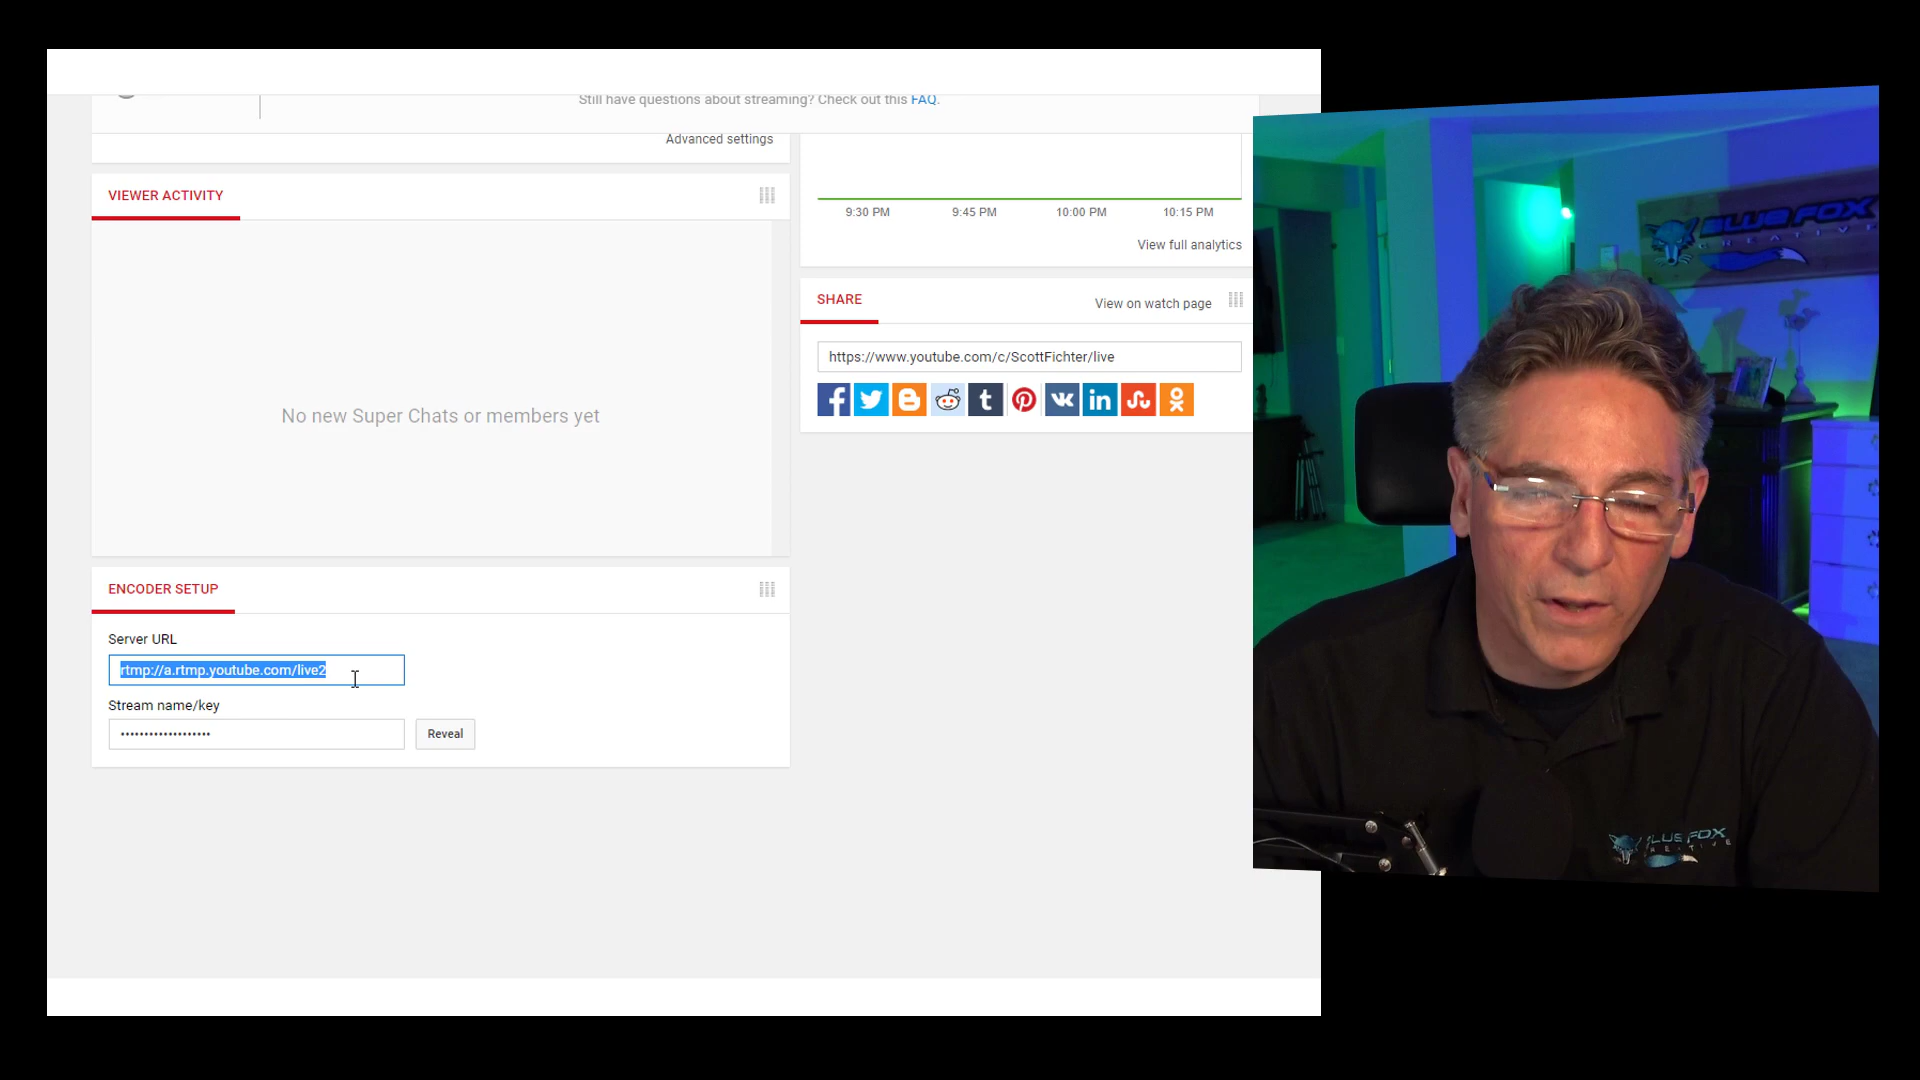 Still have questions about streaming? Check out this FAQ.
Advanced settings
VIEWER ACTIVITY
No new Super Chats or members yet
ENCODER SETUP
Server URL
rtmp://a.rtmp.youtube.com/live2
Stream name/key
•••••••••••••••••••
Reveal
9:30 PM 9:45 PM 10:00 PM 10:15 PM
View full analytics
SHARE
View on watch page
https://www.youtube.com/c/ScottFichter/live
BLUE FOX
CREATIVE
BLUE FOX
CREATIVE